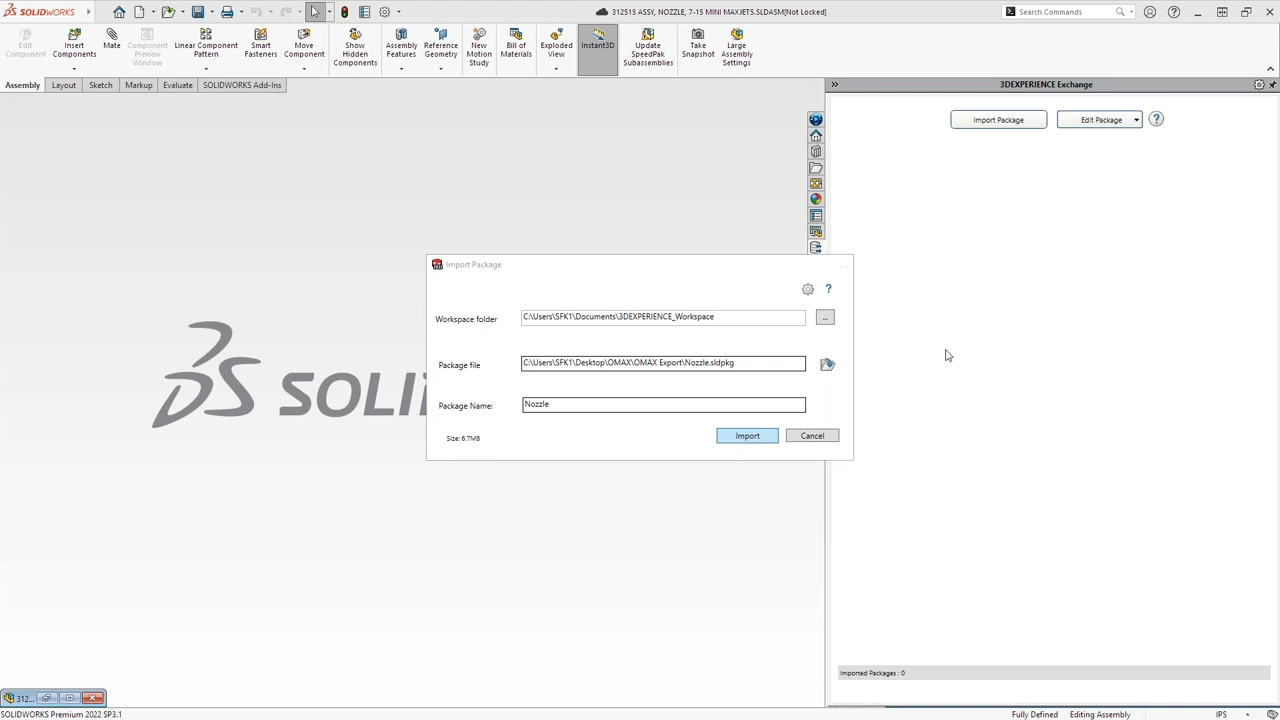 SOLIDWORKS
312515 ASSY, NOZZLE, 7-15 MINI MAXJET5.SLDASM[Not Locked]
Search Commands
Edit Component
Insert Components
Mate
Component Preview Window
Linear Component Pattern
Smart Fasteners
Move Component
Show Hidden Components
Assembly Features
Reference Geometry
New Motion Study
Bill of Materials
Exploded View
Instant3D
Update SpeedPak Subassemblies
Take Snapshot
Large Assembly Settings
Assembly
Layout
Sketch
Markup
Evaluate
SOLIDWORKS Add-Ins
3DEXPERIENCE Exchange
Import Package
Edit Package
?
Import Package
?
Workspace folder
C:\Users\SFK1\Documents\3DEXPERIENCE_Workspace
...
Package file
C:\Users\SFK1\Desktop\OMAX\OMAX Export\Nozzle.sldpkg
Package Name:
Nozzle
Size: 6.7MB
Import
Cancel
SOLI
Imported Packages : 0
312...
SOLIDWORKS Premium 2022 SP3.1
Fully Defined
Editing Assembly
IPS